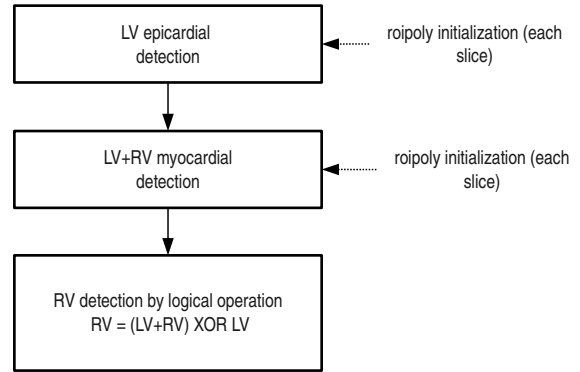 LV epicardial
detection
roipoly initialization (each
slice)
LV+RV myocardial
detection
roipoly initialization (each
slice)
RV detection by logical operation
RV = (LV+RV) XOR LV